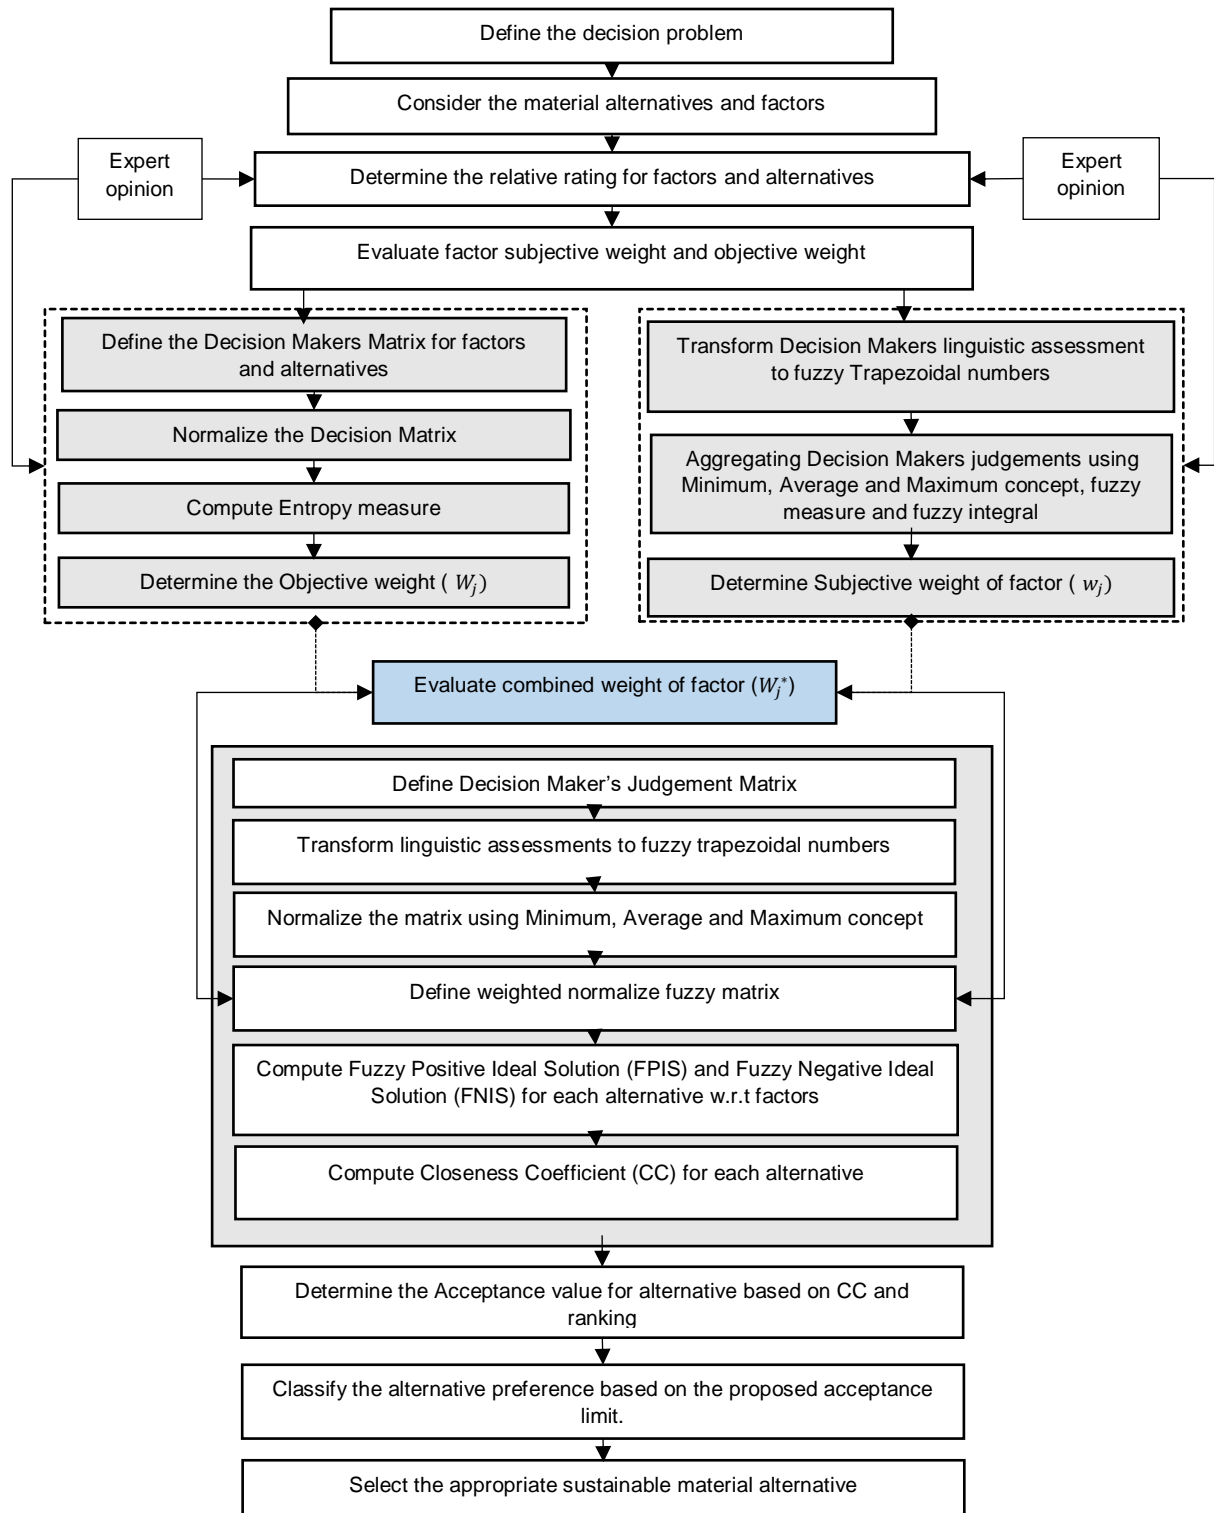 Define the decision problem
Consider the material alternatives and factors
Expert
opinion
Determine the relative rating for factors and alternatives
Expert
opinion
Evaluate factor subjective weight and objective weight
Define the Decision Makers Matrix for factors
and alternatives
Normalize the Decision Matrix
Compute Entropy measure
Determine the Objective weight ( W_j)
Transform Decision Makers linguistic assessment
to fuzzy Trapezoidal numbers
Aggregating Decision Makers judgements using
Minimum, Average and Maximum concept, fuzzy
measure and fuzzy integral
Determine Subjective weight of factor ( w_j)
Evaluate combined weight of factor (W_j^*)
Define Decision Maker’s Judgement Matrix
Transform linguistic assessments to fuzzy trapezoidal numbers
Normalize the matrix using Minimum, Average and Maximum concept
Define weighted normalize fuzzy matrix
Compute Fuzzy Positive Ideal Solution (FPIS) and Fuzzy Negative Ideal
Solution (FNIS) for each alternative w.r.t factors
Compute Closeness Coefficient (CC) for each alternative
Determine the Acceptance value for alternative based on CC and
ranking
Classify the alternative preference based on the proposed acceptance
limit.
Select the appropriate sustainable material alternative